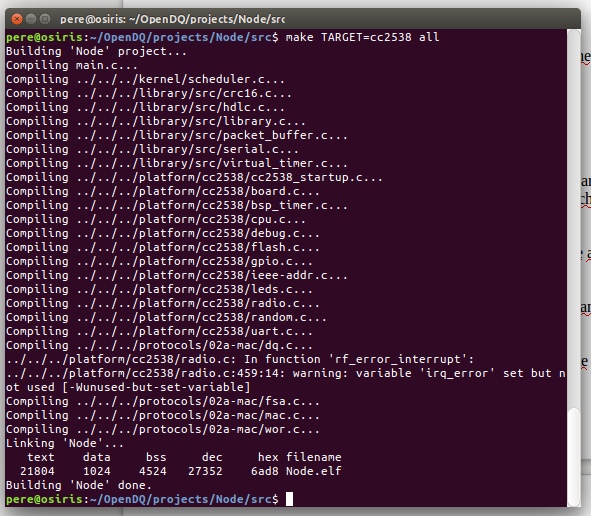 pere@osiris: ~/OpenDQ/projects/Node/src
pere@osiris:~/OpenDQ/projects/Node/src$ make TARGET=cc2538 all
Building 'Node' project...
Compiling main.c...
Compiling ../../../kernel/scheduler.c...
Compiling ../../../library/src/crc16.c...
Compiling ../../../library/src/hdlc.c...
Compiling ../../../library/src/library.c...
Compiling ../../../library/src/packet_buffer.c...
Compiling ../../../library/src/serial.c...
Compiling ../../../library/src/virtual_timer.c...
Compiling ../../../platform/cc2538/cc2538_startup.c...
Compiling ../../../platform/cc2538/board.c...
Compiling ../../../platform/cc2538/bsp_timer.c...
Compiling ../../../platform/cc2538/cpu.c...
Compiling ../../../platform/cc2538/debug.c...
Compiling ../../../platform/cc2538/flash.c...
Compiling ../../../platform/cc2538/gpio.c...
Compiling ../../../platform/cc2538/ieee-addr.c...
Compiling ../../../platform/cc2538/leds.c...
Compiling ../../../platform/cc2538/radio.c...
Compiling ../../../platform/cc2538/random.c...
Compiling ../../../platform/cc2538/uart.c...
Compiling ../../../protocols/02a-mac/dq.c...
../../../platform/cc2538/radio.c: In function 'rf_error_interrupt':
../../../platform/cc2538/radio.c:459:14: warning: variable 'irq_error' set but n
ot used [-Wunused-but-set-variable]
Compiling ../../../protocols/02a-mac/fsa.c...
Compiling ../../../protocols/02a-mac/mac.c...
Compiling ../../../protocols/02a-mac/wor.c...
Linking 'Node'...
   text    data     bss     dec     hex filename
  21804    1024    4524   27352    6ad8 Node.elf
Building 'Node' done.
pere@osiris:~/OpenDQ/projects/Node/src$